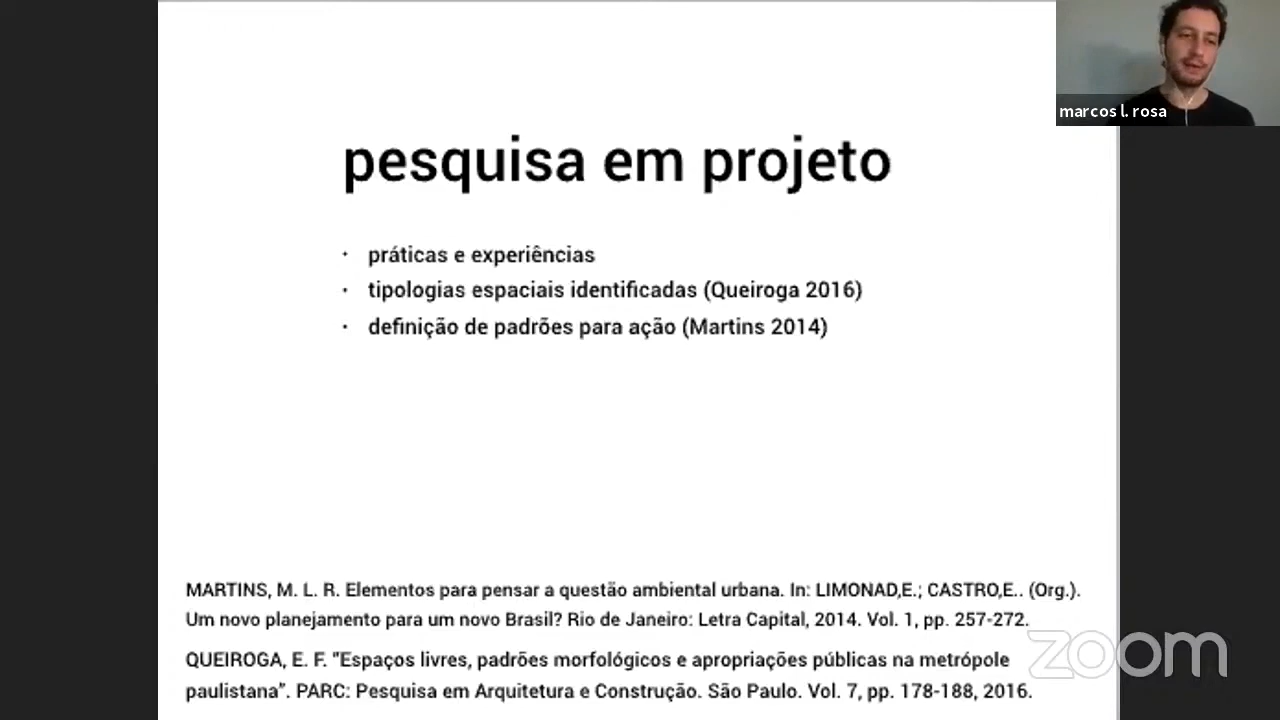 marcos l. rosa
pesquisa em projeto
· práticas e experiências
· tipologias espaciais identificadas (Queiroga 2016)
· definição de padrões para ação (Martins 2014)
MARTINS, M. L. R. Elementos para pensar a questão ambiental urbana. In: LIMONAD,E.; CASTRO,E.. (Org.).
Um novo planejamento para um novo Brasil? Rio de Janeiro: Letra Capital, 2014. Vol. 1, pp. 257-272.
QUEIROGA, E. F. "Espaços livres, padrões morfológicos e apropriações públicas na metrópole
paulistana". PARC: Pesquisa em Arquitetura e Construção. São Paulo. Vol. 7, pp. 178-188, 2016.
zoom